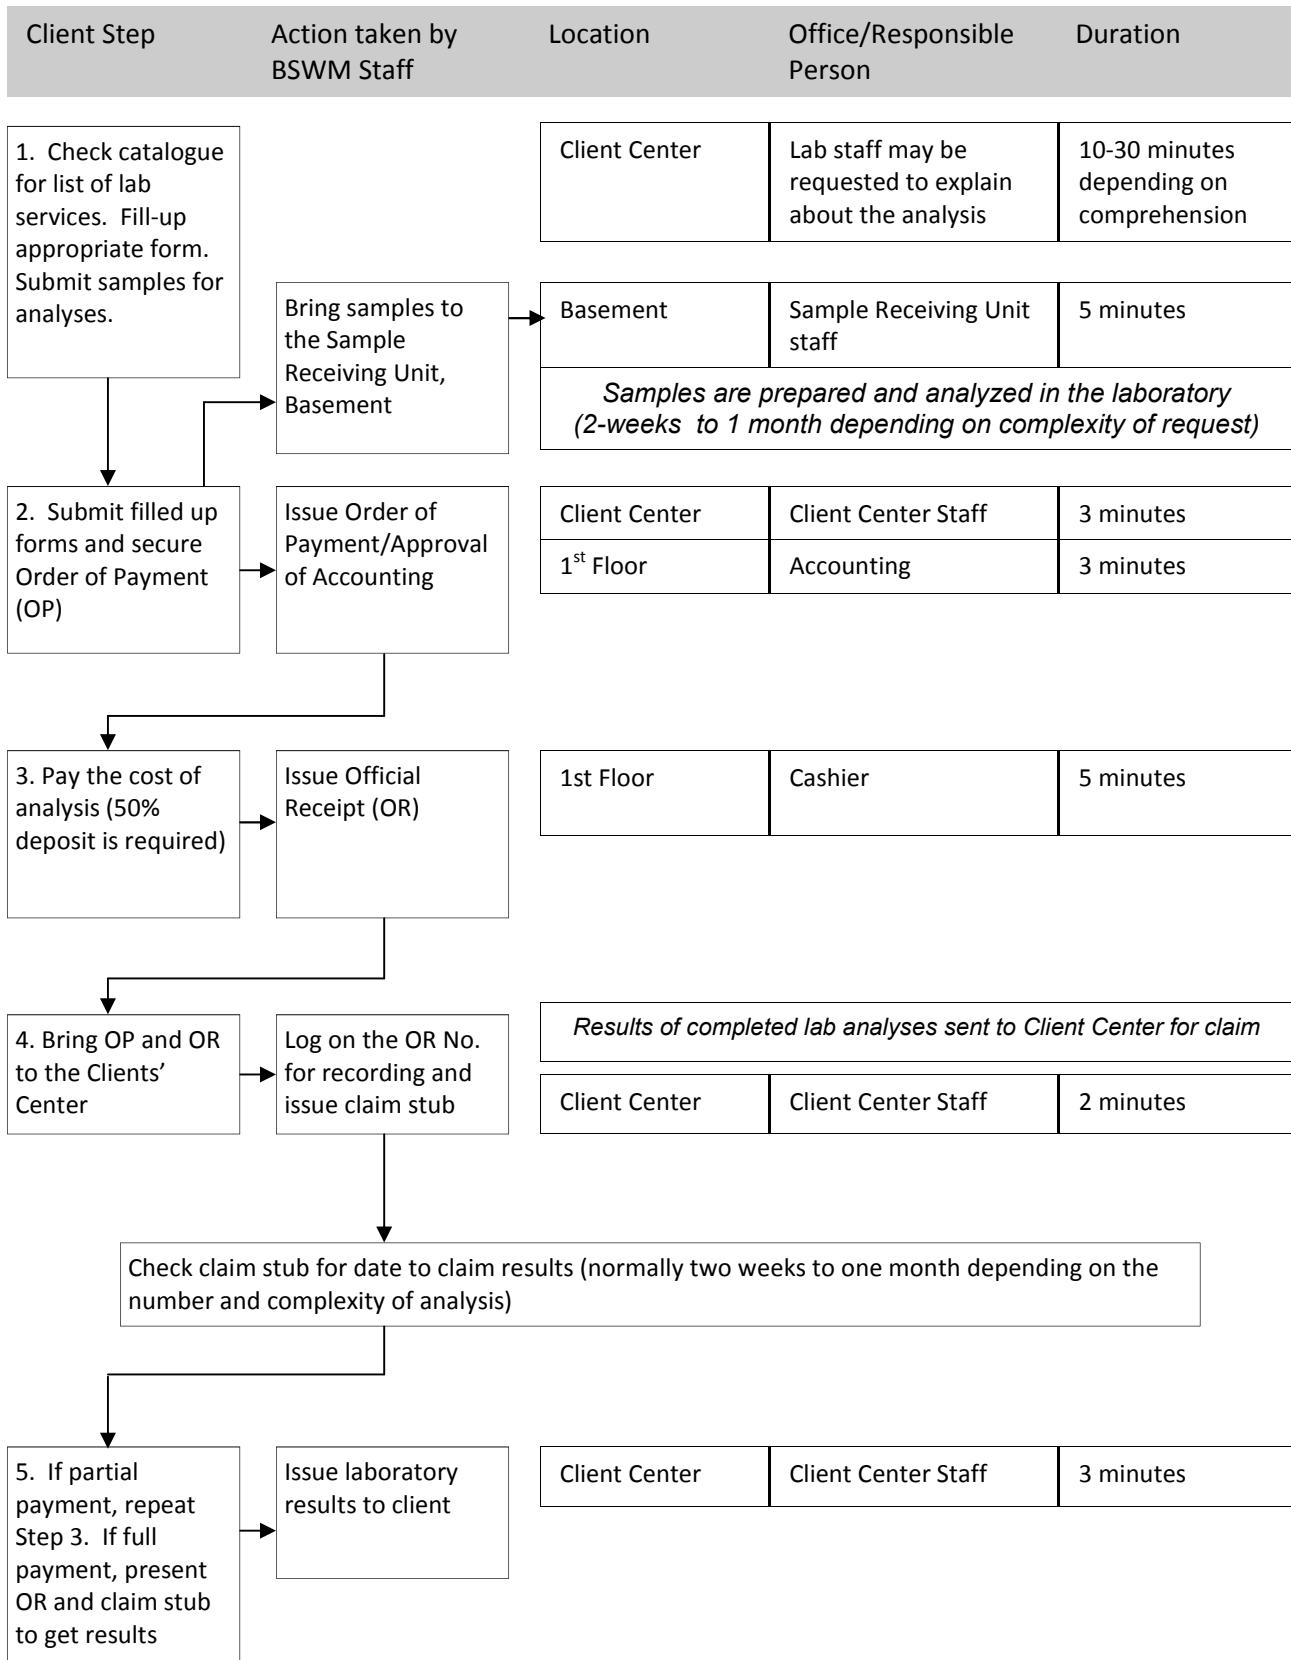 Client Step
Action taken by
BSWM Staff
Location
Office/Responsible
Person
Duration
1.  Check catalogue
for list of lab
services.  Fill-up
appropriate form.
Submit samples for
analyses.
Client Center
Lab staff may be
requested to explain
about the analysis
10-30 minutes
depending on
comprehension
Bring samples to
the Sample
Receiving Unit,
Basement
Basement
Sample Receiving Unit
staff
5 minutes
Samples are prepared and analyzed in the laboratory
(2-weeks  to 1 month depending on complexity of request)
2.  Submit filled up
forms and secure
Order of Payment
(OP)
Issue Order of
Payment/Approval
of Accounting
Client Center
Client Center Staff
3 minutes
1st Floor
Accounting
3 minutes
3. Pay the cost of
analysis (50%
deposit is required)
Issue Official
Receipt (OR)
1st Floor
Cashier
5 minutes
4. Bring OP and OR
to the Clients’
Center
Log on the OR No.
for recording and
issue claim stub
Results of completed lab analyses sent to Client Center for claim
Client Center
Client Center Staff
2 minutes
Check claim stub for date to claim results (normally two weeks to one month depending on the
number and complexity of analysis)
5.  If partial
payment, repeat
Step 3.  If full
payment, present
OR and claim stub
to get results
Issue laboratory
results to client
Client Center
Client Center Staff
3 minutes